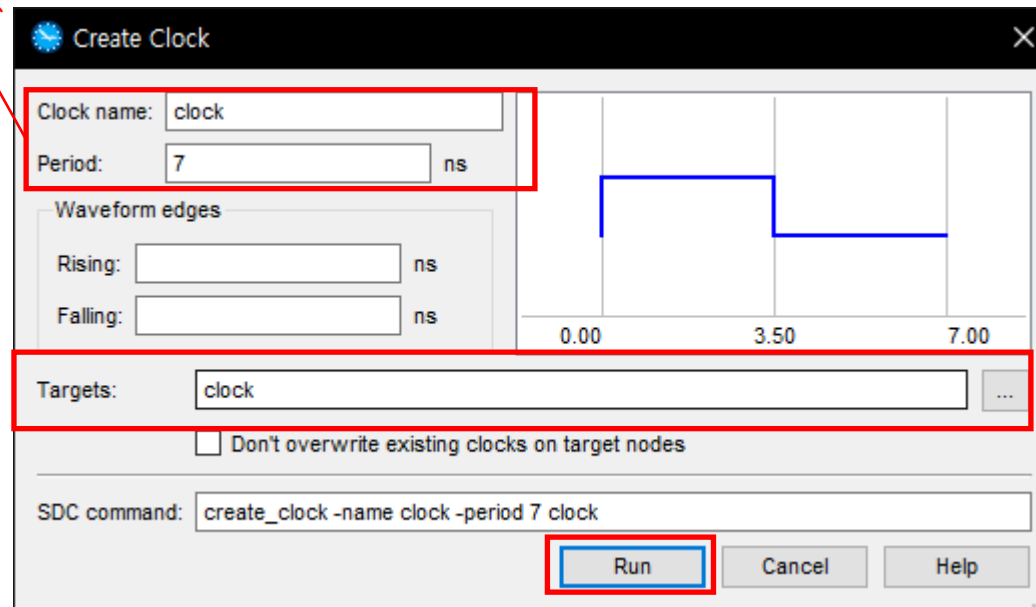 Create Clock
Clock name: clock
Period: 7 ns
Waveform edges
Rising: ns
Falling: ns
0.00 3.50 7.00
Targets: clock ...
Don't overwrite existing clocks on target nodes
SDC command: create_clock -name clock -period 7 clock
Run Cancel Help